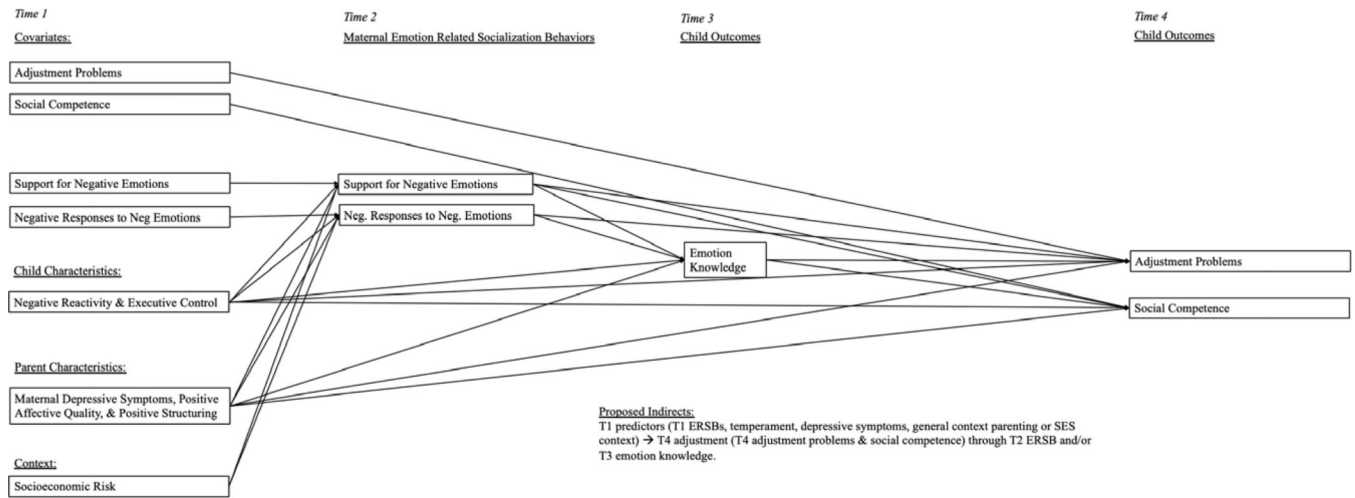 Time 1
Covariates:
Adjustment Problems
Social Competence
Support for Negative Emotions
Negative Responses to Neg Emotions
Child Characteristics:
Negative Reactivity & Executive Control
Parent Characteristics:
Maternal Depressive Symptoms, Positive
Affective Quality, & Positive Structuring
Context:
Socioeconomic Risk
Time 2
Maternal Emotion Related Socialization Behaviors
Support for Negative Emotions
Neg. Responses to Neg. Emotions
Time 3
Child Outcomes
Emotion
Knowledge
Time 4
Child Outcomes
Adjustment Problems
Social Competence
Proposed Indirects:
T1 predictors (T1 ERSBs, temperament, depressive symptoms, general context parenting or SES
context) → T4 adjustment (T4 adjustment problems & social competence) through T2 ERSB and/or
T3 emotion knowledge.